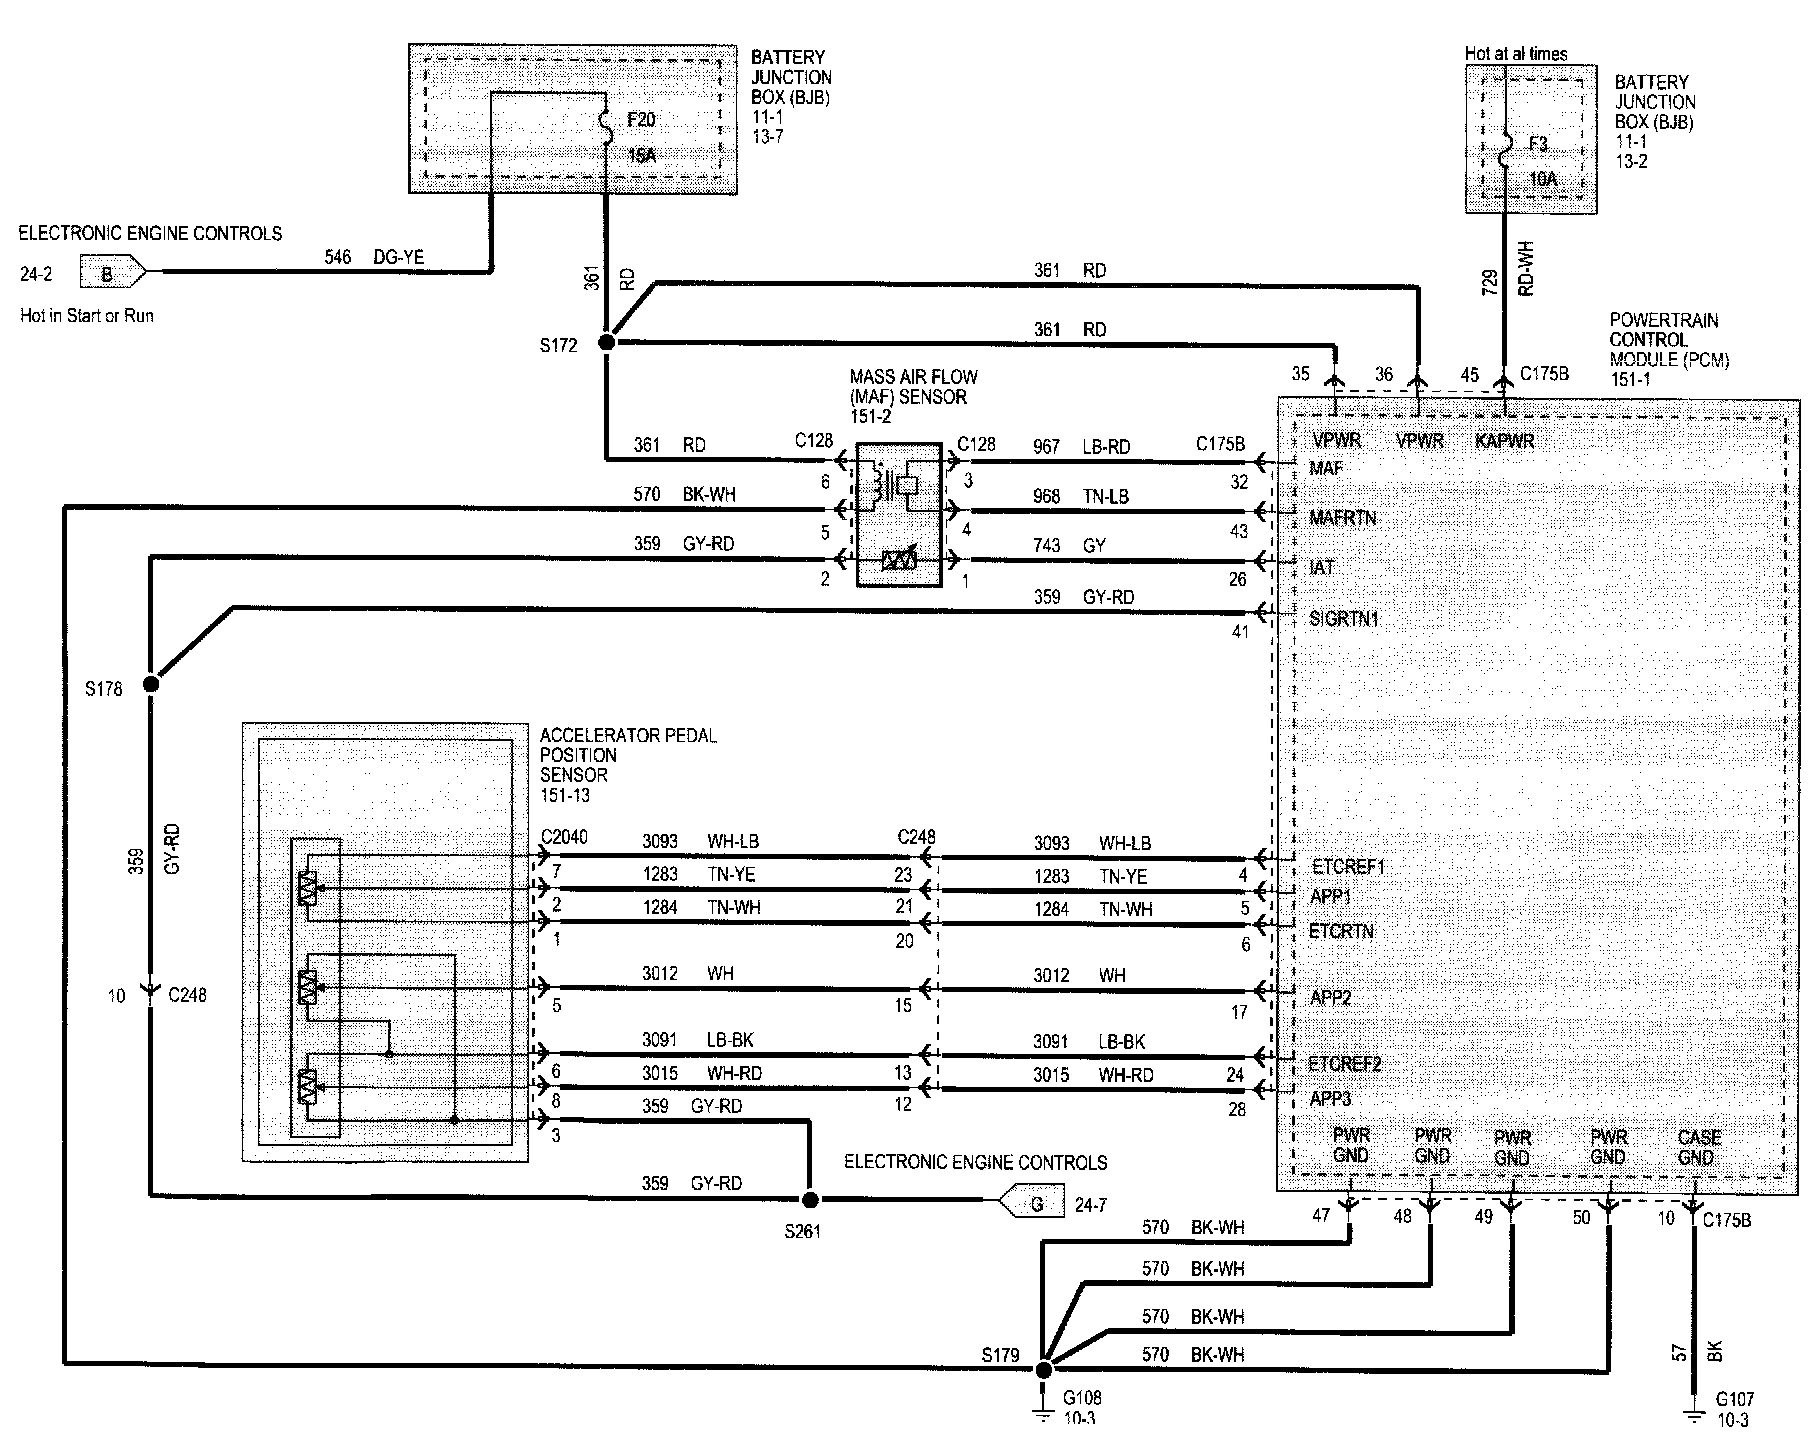 BATTERY
JUNCTION
BOX (BJB)
11-1
13-7
F20
15A
Hot at al times
BATTERY
JUNCTION
BOX (BJB)
11-1
13-2
F3
10A
ELECTRONIC ENGINE CONTROLS
24-2
B
Hot in Start or Run
546 DG-YE
361 RD
729 RD-WH
361 RD
361 RD
S172
POWERTRAIN
CONTROL
MODULE (PCM)
151-1
35 36 45 C175B
VPWR VPWR KAPWR
MASS AIR FLOW
(MAF) SENSOR
151-2
361 RD C128 C128 967 LB-RD C175B MAF
6 3 32
570 BK-WH 968 TN-LB MAFRTN
5 4 43
359 GY-RD 743 GY IAT
2 1 26
359 GY-RD SIGRTN1
41
S178
359 GY-RD
10 C248
ACCELERATOR PEDAL
POSITION
SENSOR
151-13
C2040 3093 WH-LB C248 3093 WH-LB ETCREF1
7 1283 TN-YE 23 1283 TN-YE 4 APP1
2 1284 TN-WH 21 1284 TN-WH 5 ETCRTN
1 20 6
3012 WH 3012 WH APP2
5 15 17
3091 LB-BK 3091 LB-BK ETCREF2
6 3015 WH-RD 13 3015 WH-RD 24 APP3
8 359 GY-RD 12 28
3
PWR
GND
PWR
GND
PWR
GND
PWR
GND
CASE
GND
359 GY-RD
S261
ELECTRONIC ENGINE CONTROLS
G
24-7
47 48 49 50 10 C175B
570 BK-WH
570 BK-WH
570 BK-WH
570 BK-WH
S179
G108
10-3
57 BK
G107
10-3